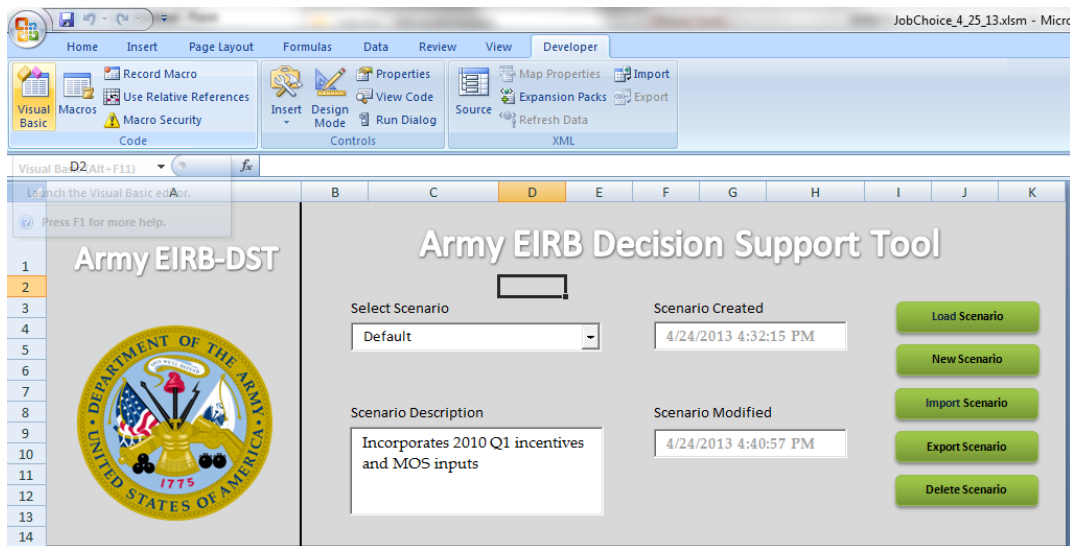 JobChoice_4_25_13.xlsm - Micro
Home Insert Page Layout Formulas Data Review View Developer
Visual Basic
Macros
Record Macro
Use Relative References
Macro Security
Code
Insert
Design Mode
Properties
View Code
Run Dialog
Controls
Source
Map Properties
Expansion Packs
Refresh Data
Import
Export
XML
Visual Basic (Alt+F11)
D2
fx
Launch the Visual Basic editor.
Press F1 for more help.
A B C D E F G H I J K
1
2
3
4
5
6
7
8
9
10
11
12
13
14
Army EIRB-DST
DEPARTMENT OF THE ARMY
UNITED STATES OF AMERICA
1775
Army EIRB Decision Support Tool
Select Scenario
Default
Scenario Created
4/24/2013 4:32:15 PM
Scenario Description
Incorporates 2010 Q1 incentives
and MOS inputs
Scenario Modified
4/24/2013 4:40:57 PM
Load Scenario
New Scenario
Import Scenario
Export Scenario
Delete Scenario